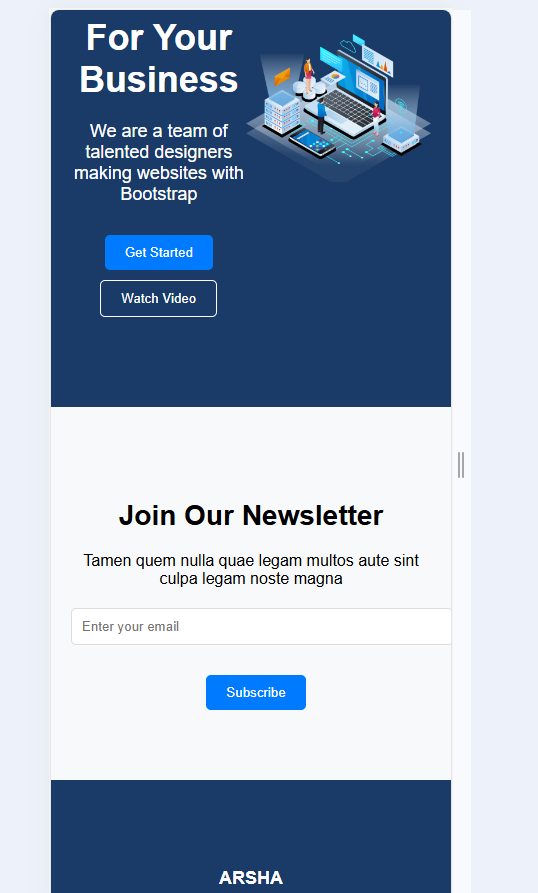 For Your
Business
We are a team of
talented designers
making websites with
Bootstrap
Get Started
Watch Video
Join Our Newsletter
Tamen quem nulla quae legam multos aute sint
culpa legam noste magna
Enter your email
Subscribe
ARSHA